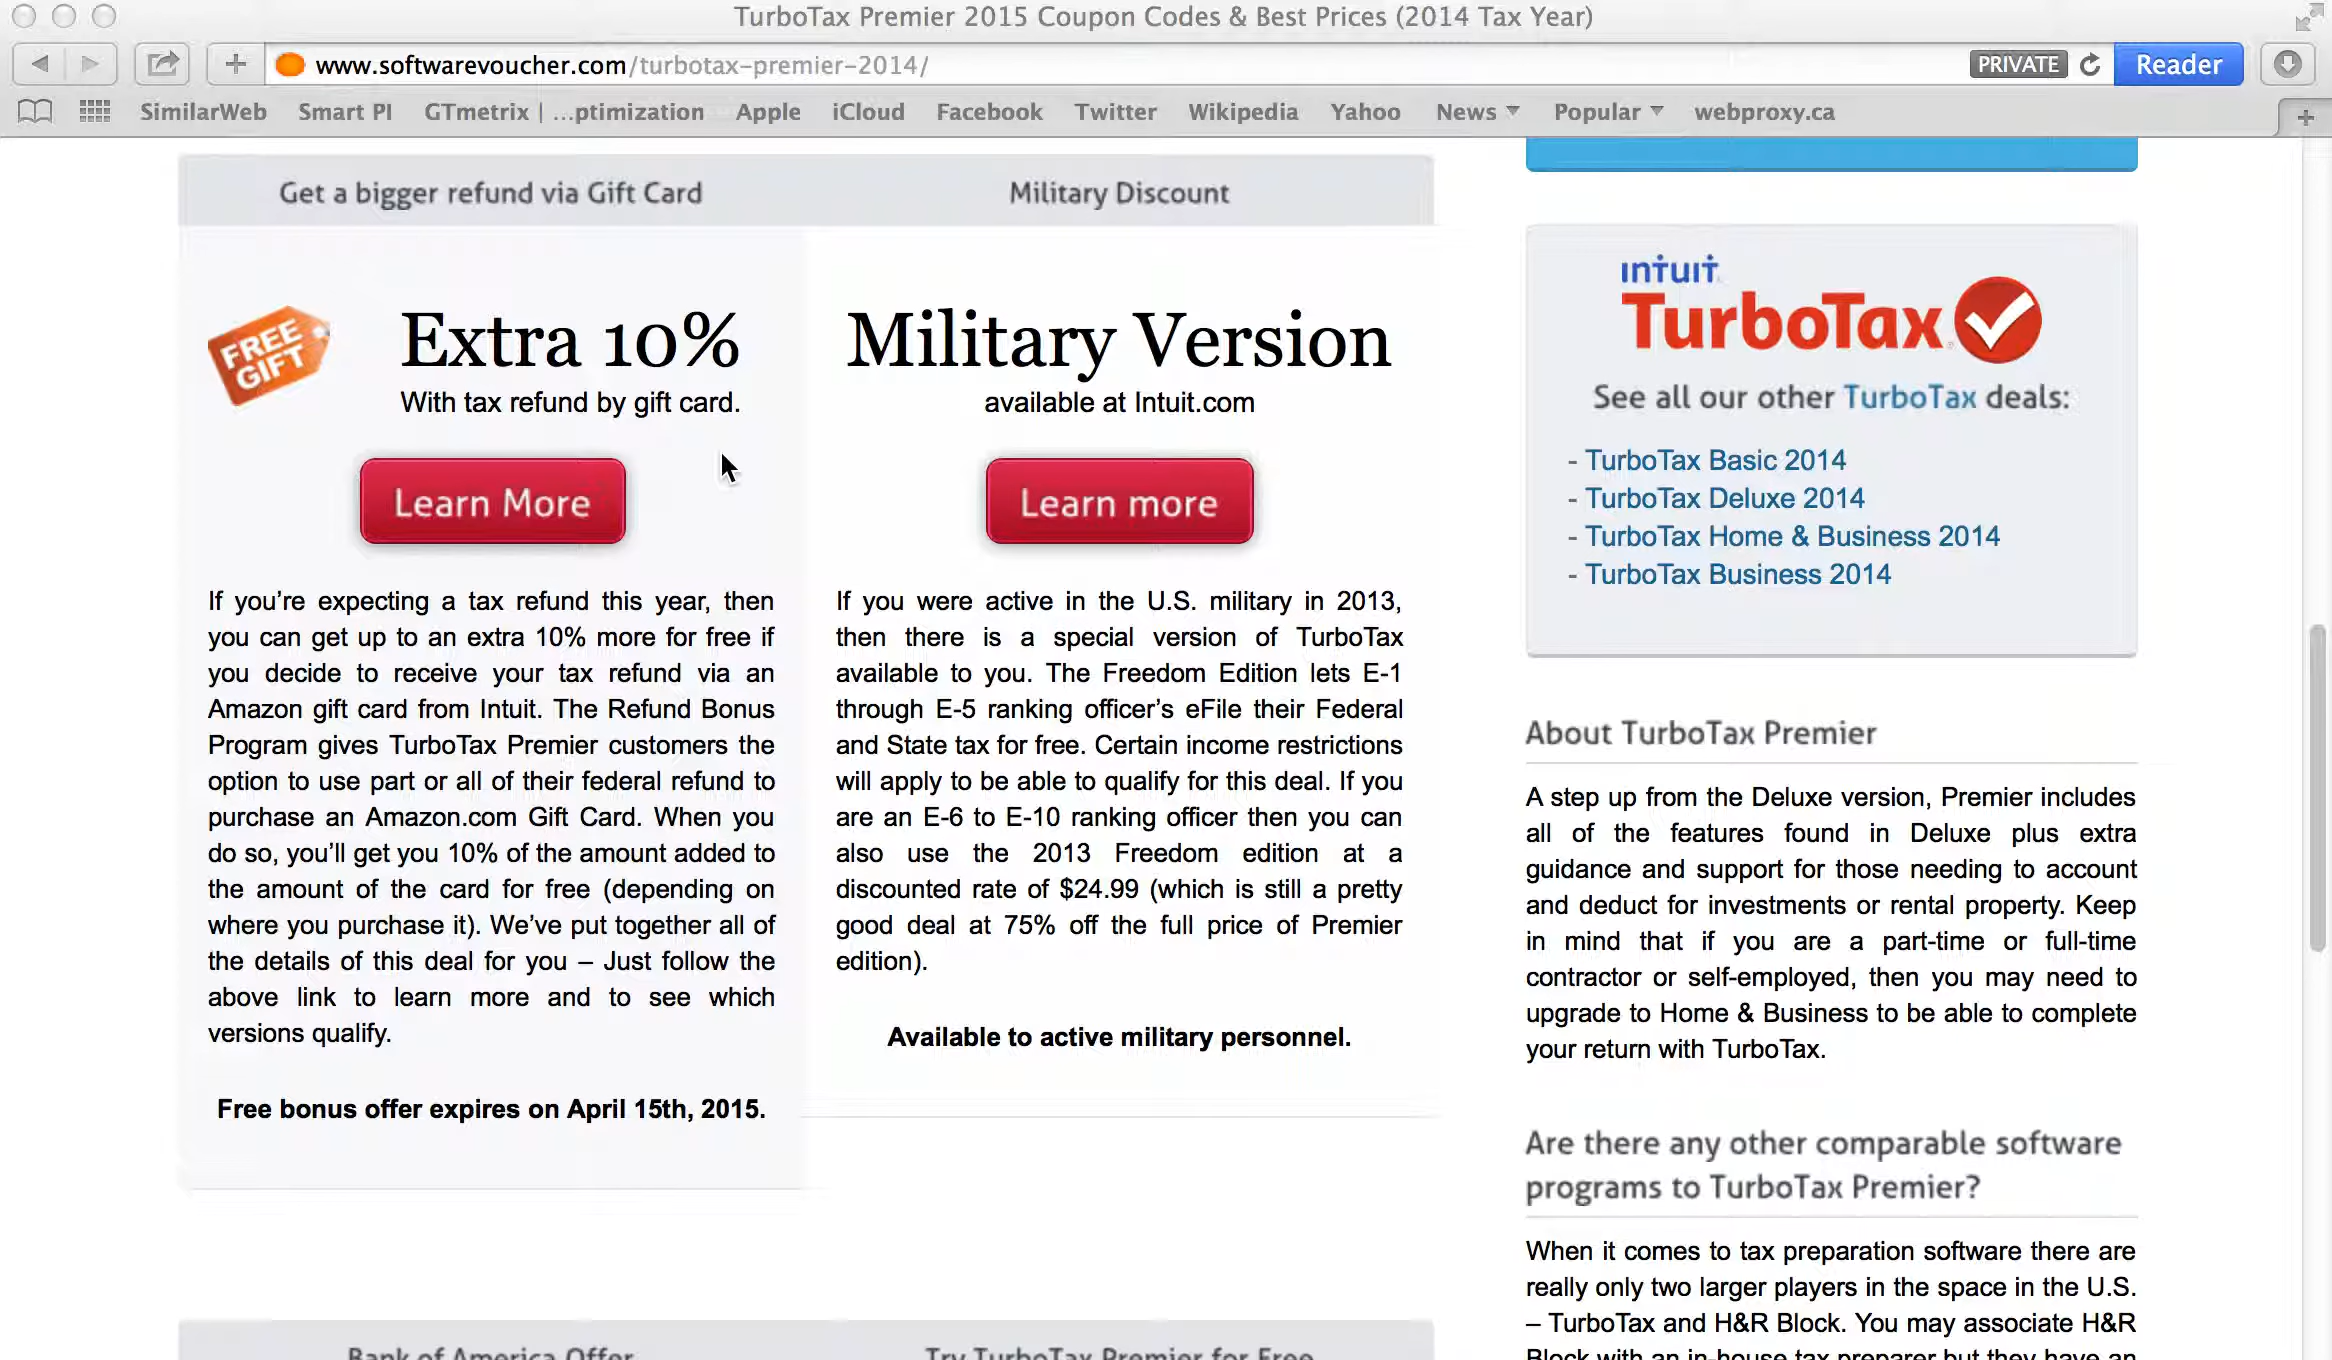 TurboTax Premier 2015 Coupon Codes & Best Prices (2014 Tax Year)
www.softwarevoucher.com/turbotax-premier-2014/
PRIVATE
Reader
SimilarWeb
Smart PI
GTmetrix | ...ptimization
Apple
iCloud
Facebook
Twitter
Wikipedia
Yahoo
News
Popular
webproxy.ca
Get a bigger refund via Gift Card
FREE
GIFT
Extra 10%
With tax refund by gift card.
Learn More
If you're expecting a tax refund this year, then
you can get up to an extra 10% more for free if
you decide to receive your tax refund via an
Amazon gift card from Intuit. The Refund Bonus
Program gives TurboTax Premier customers the
option to use part or all of their federal refund to
purchase an Amazon.com Gift Card. When you
do so, you'll get you 10% of the amount added to
the amount of the card for free (depending on
where you purchase it). We've put together all of
the details of this deal for you – Just follow the
above link to learn more and to see which
versions qualify.
Free bonus offer expires on April 15th, 2015.
Military Discount
Military Version
available at Intuit.com
Learn more
If you were active in the U.S. military in 2013,
then there is a special version of TurboTax
available to you. The Freedom Edition lets E-1
through E-5 ranking officer's eFile their Federal
and State tax for free. Certain income restrictions
will apply to be able to qualify for this deal. If you
are an E-6 to E-10 ranking officer then you can
also use the 2013 Freedom edition at a
discounted rate of $24.99 (which is still a pretty
good deal at 75% off the full price of Premier
edition).
Available to active military personnel.
Bank of America Offer
Try TurboTax Premier for Free
intuit
TurboTax
See all our other TurboTax deals:
- TurboTax Basic 2014
- TurboTax Deluxe 2014
- TurboTax Home & Business 2014
- TurboTax Business 2014
About TurboTax Premier
A step up from the Deluxe version, Premier includes
all of the features found in Deluxe plus extra
guidance and support for those needing to account
and deduct for investments or rental property. Keep
in mind that if you are a part-time or full-time
contractor or self-employed, then you may need to
upgrade to Home & Business to be able to complete
your return with TurboTax.
Are there any other comparable software
programs to TurboTax Premier?
When it comes to tax preparation software there are
really only two larger players in the space in the U.S.
– TurboTax and H&R Block. You may associate H&R
Block with an in-house tax preparer but they have an